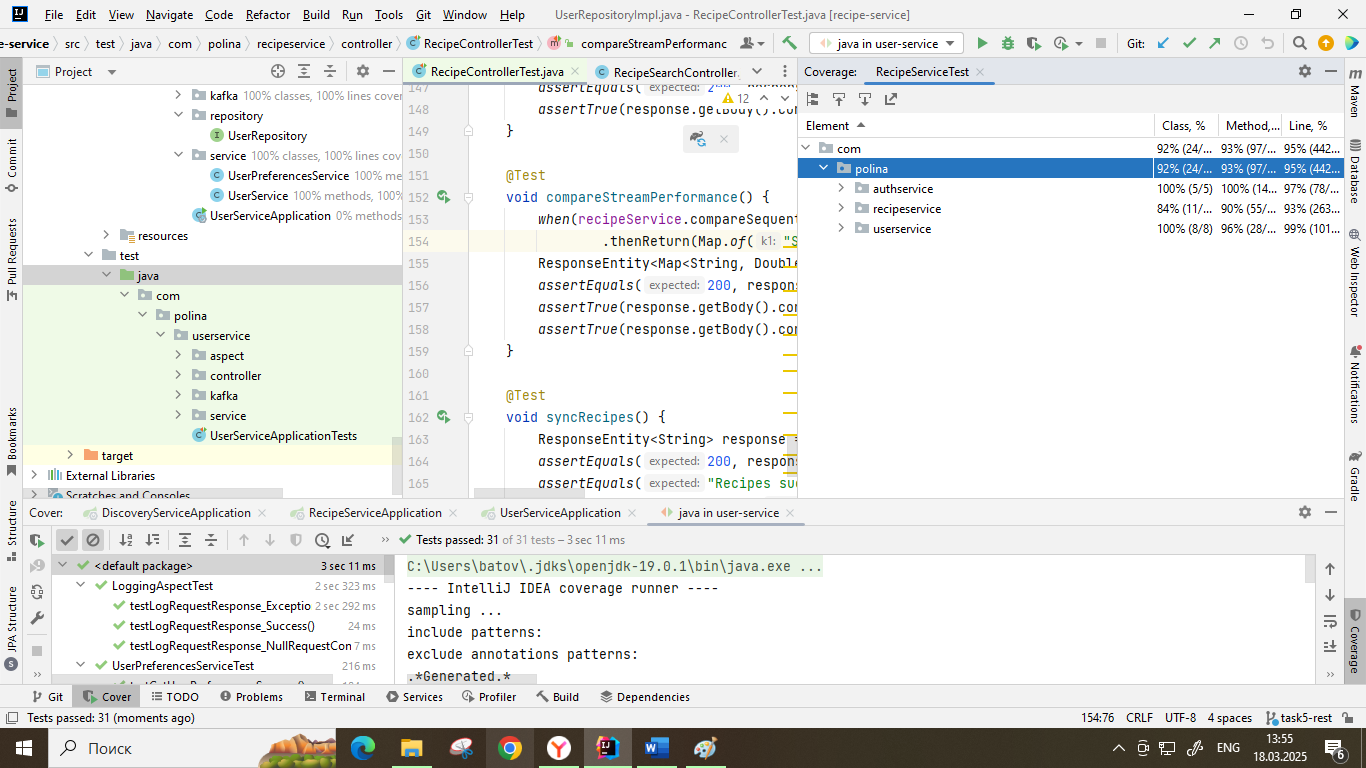 File Edit View Navigate Code Refactor Build Run Tools Git Window Help UserRepositoryImpl.java - RecipeControllerTest.java [recipe-service]
e-service src test java com polina recipeservice controller RecipeControllerTest compareStreamPerformanc java in user-service Git:
Project
kafka 100% classes, 100% lines cover
repository
UserRepository
service 100% classes, 100% lines cov
UserPreferencesService 100% me
UserService 100% methods, 100%
UserServiceApplication 0% methods
resources
test
java
com
polina
userservice
aspect
controller
kafka
service
UserServiceApplicationTests
target
External Libraries
Scratches and Consoles
Project
Commit
Pull Requests
Bookmarks
Structure
JPA Structure
RecipeControllerTest.java RecipeSearchController.
12
147 assertEquals( expected: 200, respons
148 assertTrue(response.getBody().con
149 }
150
151 @Test
152 void compareStreamPerformance() {
153 when(recipeService.compareSequent
154 .thenReturn(Map.of( k1: "S
155 ResponseEntity<Map<String, Double
156 assertEquals( expected: 200, respons
157 assertTrue(response.getBody().con
158 assertTrue(response.getBody().con
159 }
160
161 @Test
162 void syncRecipes() {
163 ResponseEntity<String> response =
164 assertEquals( expected: 200, respons
165 assertEquals( expected: "Recipes suc
Coverage: RecipeServiceTest
Element Class, % Method,... Line, %
com 92% (24/... 93% (97/... 95% (442...
polina 92% (24/... 93% (97/... 95% (442...
authservice 100% (5/5) 100% (14... 97% (78/...
recipeservice 84% (11/... 90% (55/... 93% (263...
userservice 100% (8/8) 96% (28/... 99% (101...
Maven
Database
Web Inspector
Notifications
Gradle
Coverage
Cover: DiscoveryServiceApplication RecipeServiceApplication UserServiceApplication java in user-service
Tests passed: 31 of 31 tests – 3 sec 11 ms
<default package> 3 sec 11 ms
LoggingAspectTest 2 sec 323 ms
testLogRequestResponse_Exceptio 2 sec 292 ms
testLogRequestResponse_Success() 24 ms
testLogRequestResponse_NullRequestCon 7 ms
UserPreferencesServiceTest 216 ms
C:\Users\batov\.jdks\openjdk-19.0.1\bin\java.exe ...
---- IntelliJ IDEA coverage runner ----
sampling ...
include patterns:
exclude annotations patterns:
.*Generated.*
Git Cover TODO Problems Terminal Services Profiler Build Dependencies
Tests passed: 31 (moments ago) 154:76 CRLF UTF-8 4 spaces task5-rest
Поиск ENG 13:55
18.03.2025
6